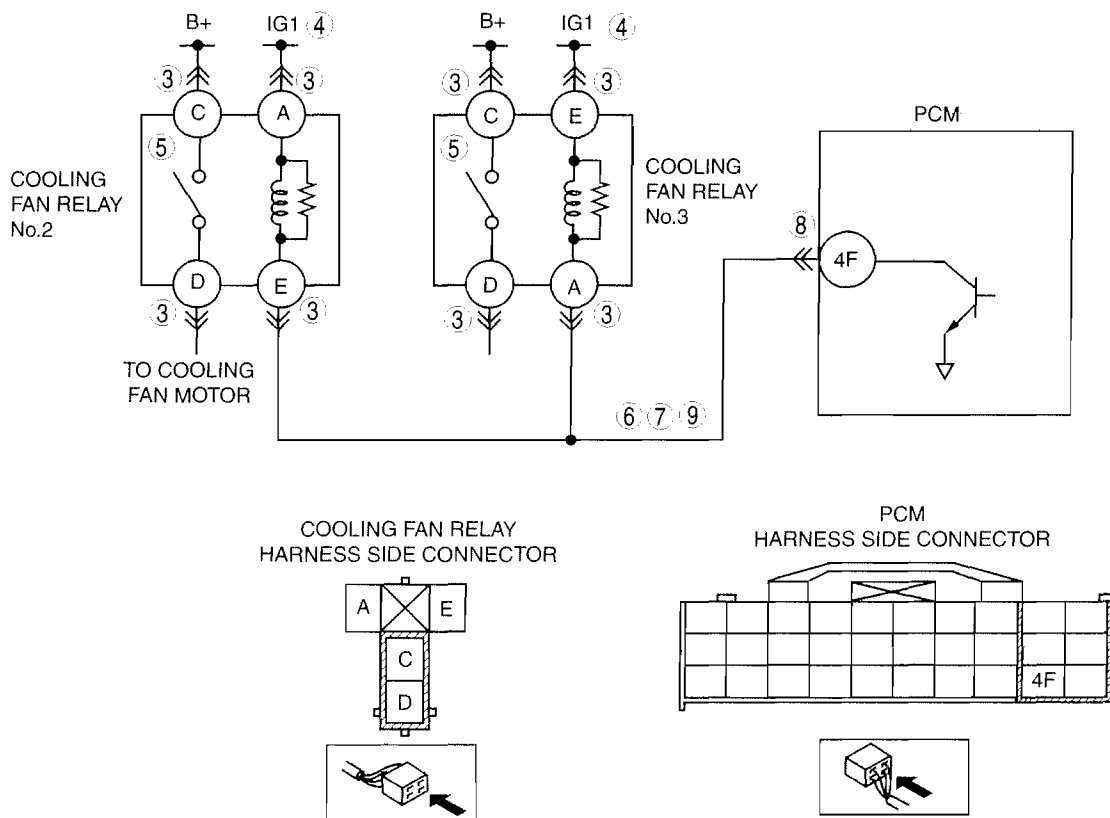 B+ IG1 ④ B+ IG1 ④
③ ③ ③ ③
C A C E
PCM
⑤ ⑤
COOLING
FAN RELAY
No.2
COOLING
FAN RELAY
No.3
⑧
4F
D E D A
③ ③ ③ ③
TO COOLING
FAN MOTOR
⑥ ⑦ ⑨
COOLING FAN RELAY
HARNESS SIDE CONNECTOR
PCM
HARNESS SIDE CONNECTOR
A E
C
D
4F